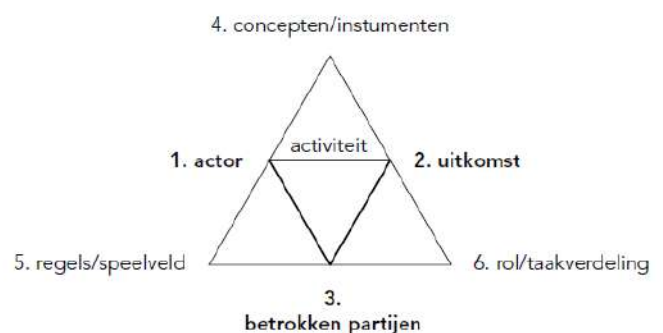 4. concepten/instumenten
activiteit
1. actor
2. uitkomst
5. regels/speelveld
6. rol/taakverdeling
3.
betrokken partijen